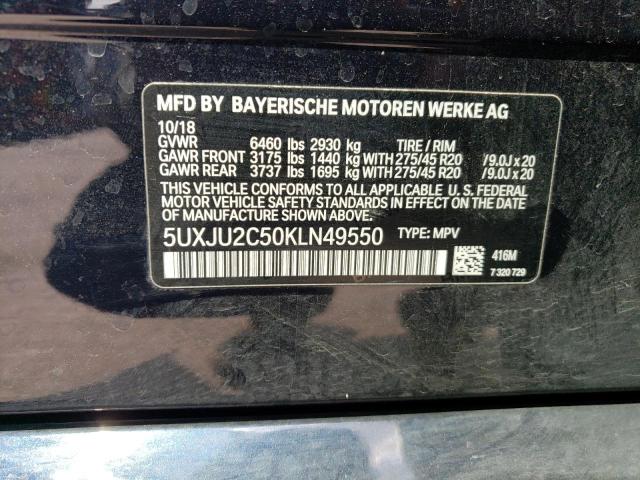 MFD BY BAYERISCHE MOTOREN WERKE AG
10/18
GVWR 6460 lbs 2930 kg TIRE / RIM
GAWR FRONT 3175 lbs 1440 kg WITH 275/45 R20 /9.0J x 20
GAWR REAR 3737 lbs 1695 kg WITH 275/45 R20 /9.0J x 20
THIS VEHICLE CONFORMS TO ALL APPLICABLE U. S. FEDERAL
MOTOR VEHICLE SAFETY STANDARDS IN EFFECT ON THE DATE
OF MANUFACTURE SHOWN ABOVE.
5UXJU2C50KLN49550 TYPE: MPV
416M
7 320 729